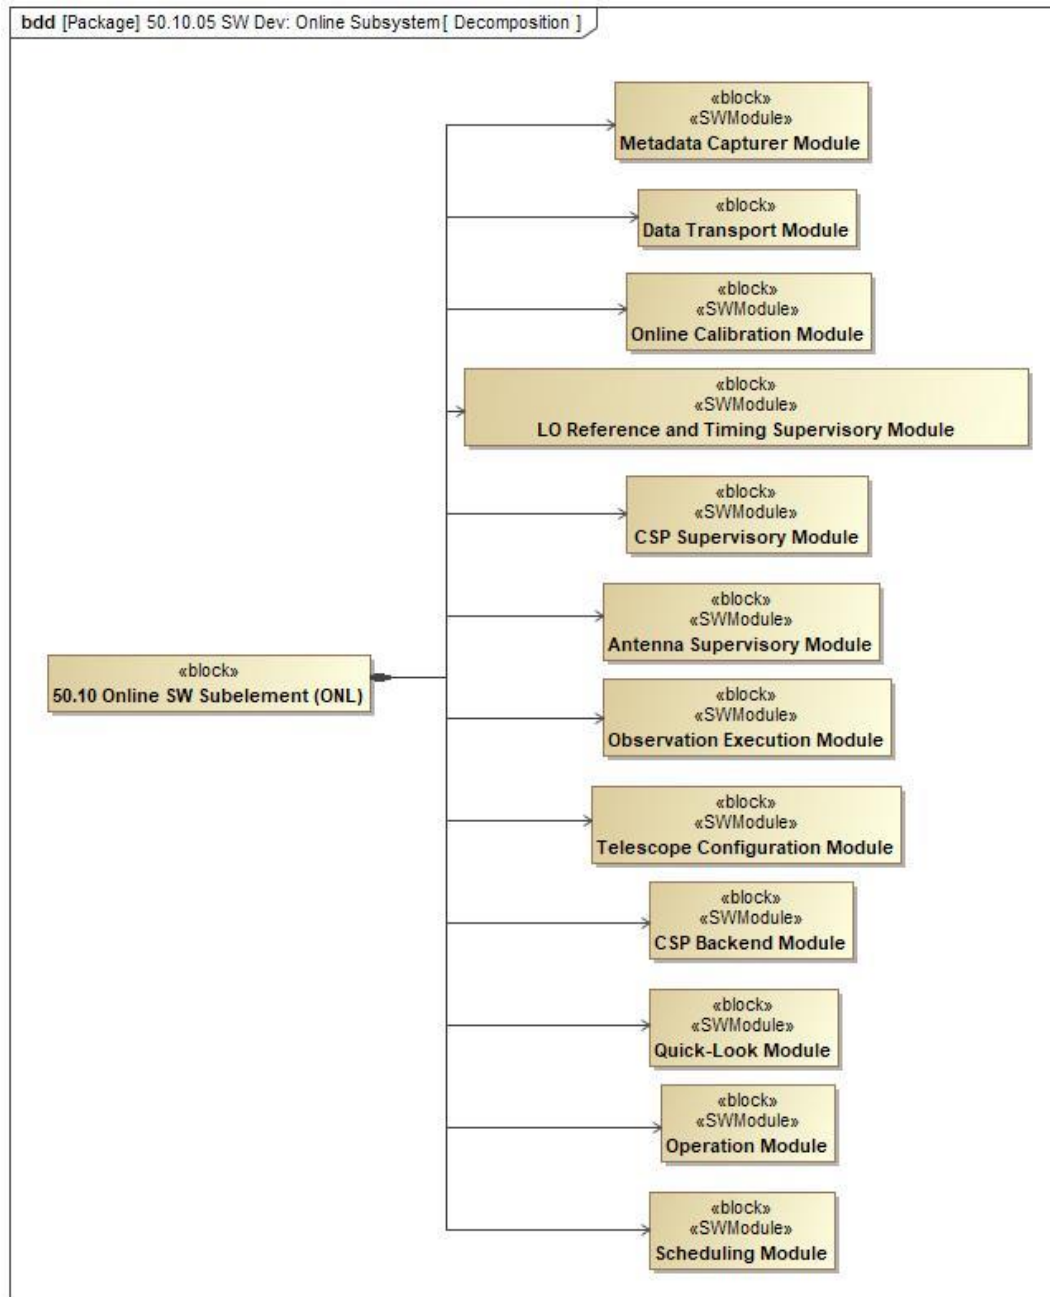 bdd [Package] 50.10.05 SW Dev: Online Subsystem[ Decomposition ]
«block»
«SWModule»
Metadata Capturer Module
«block»
Data Transport Module
«block»
«SWModule»
Online Calibration Module
«block»
«SWModule»
LO Reference and Timing Supervisory Module
«block»
«SWModule»
CSP Supervisory Module
«block»
«SWModule»
Antenna Supervisory Module
«block»
50.10 Online SW Subelement (ONL)
«block»
«SWModule»
Observation Execution Module
«block»
«SWModule»
Telescope Configuration Module
«block»
«SWModule»
CSP Backend Module
«block»
«SWModule»
Quick-Look Module
«block»
«SWModule»
Operation Module
«block»
«SWModule»
Scheduling Module